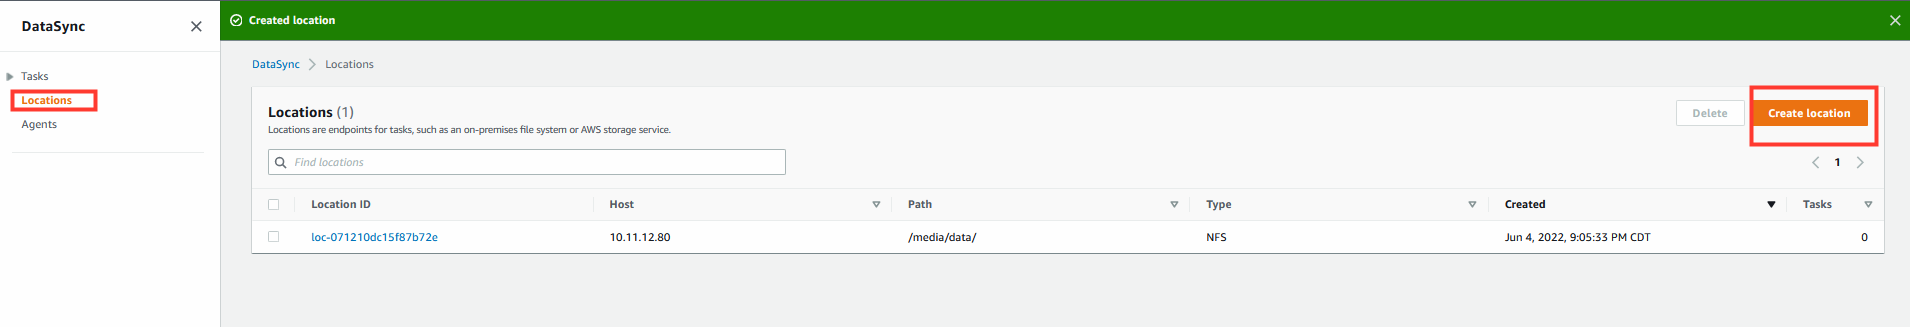 DataSync
Tasks
Locations
Agents
Created location
DataSync Locations
Locations (1)
Locations are endpoints for tasks, such as an on-premises file system or AWS storage service.
Delete
Create location
Find locations
1
Location ID Host Path Type Created Tasks
loc-071210dc15f87b72e 10.11.12.80 /media/data/ NFS Jun 4, 2022, 9:05:33 PM CDT 0